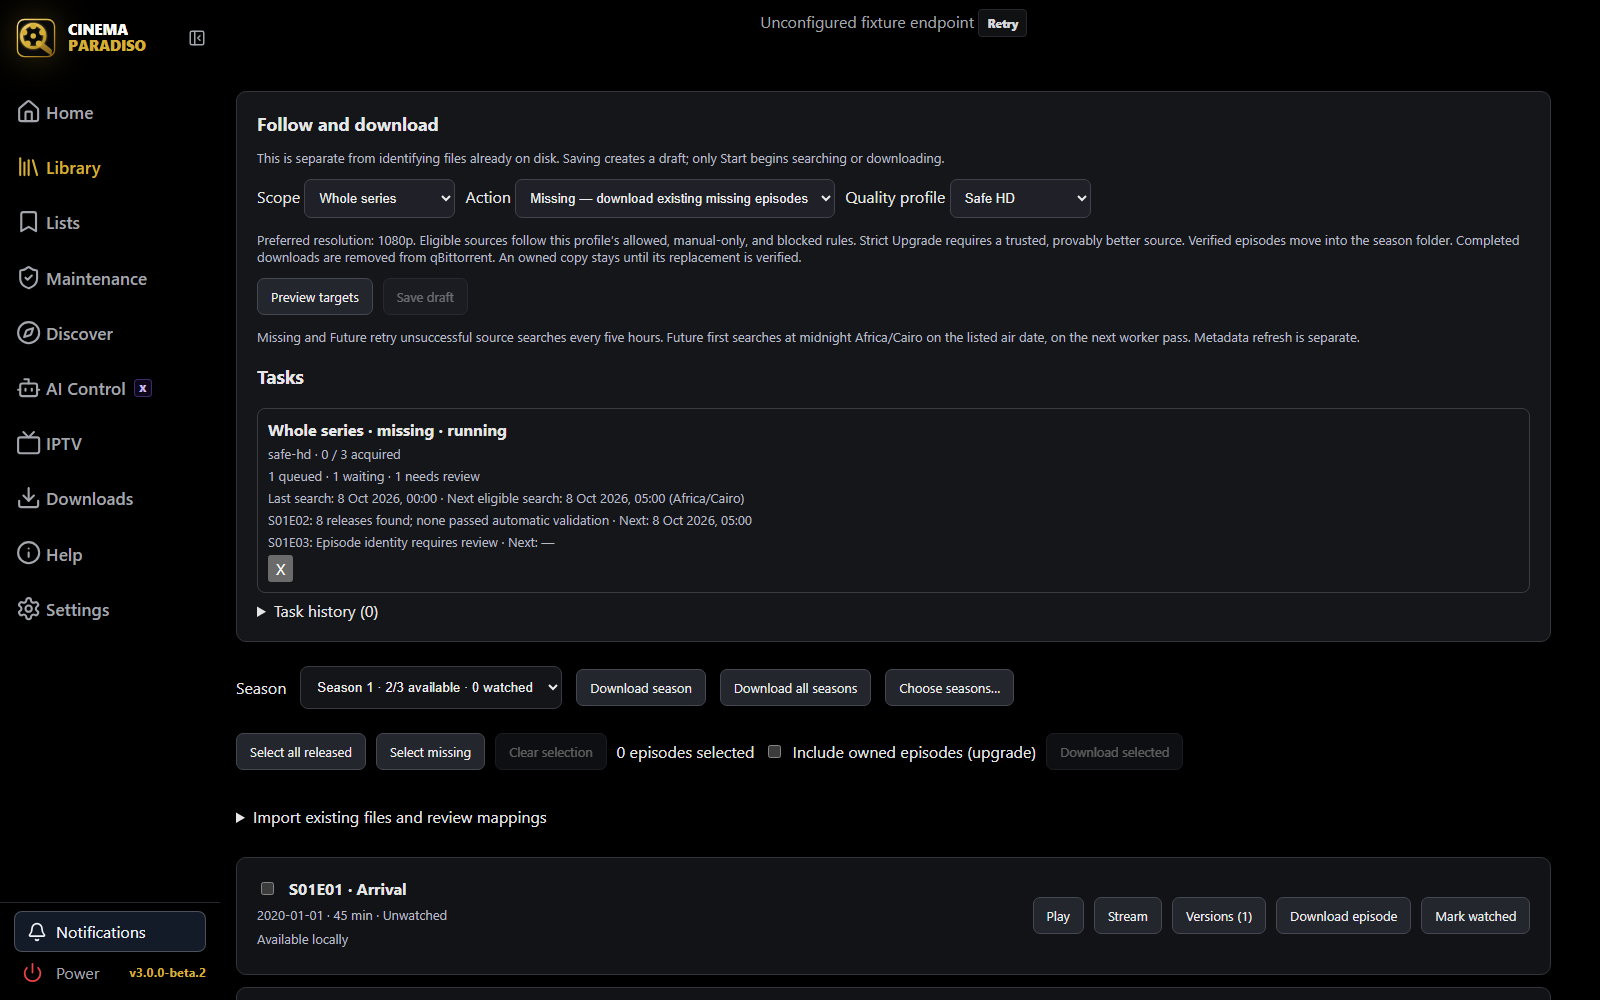 CINEMA
PARADISO
Unconfigured fixture endpoint Retry
Home
Library
Lists
Maintenance
Discover
AI Control x
IPTV
Downloads
Help
Settings
Notifications
Power v3.0.0-beta.2
Follow and download
This is separate from identifying files already on disk. Saving creates a draft; only Start begins searching or downloading.
Scope Whole series Action Missing — download existing missing episodes Quality profile Safe HD
Preferred resolution: 1080p. Eligible sources follow this profile's allowed, manual-only, and blocked rules. Strict Upgrade requires a trusted, provably better source. Verified episodes move into the season folder. Completed
downloads are removed from qBittorrent. An owned copy stays until its replacement is verified.
Preview targets Save draft
Missing and Future retry unsuccessful source searches every five hours. Future first searches at midnight Africa/Cairo on the listed air date, on the next worker pass. Metadata refresh is separate.
Tasks
Whole series · missing · running
safe-hd · 0 / 3 acquired
1 queued · 1 waiting · 1 needs review
Last search: 8 Oct 2026, 00:00 · Next eligible search: 8 Oct 2026, 05:00 (Africa/Cairo)
S01E02: 8 releases found; none passed automatic validation · Next: 8 Oct 2026, 05:00
S01E03: Episode identity requires review · Next: —
X
Task history (0)
Season Season 1 · 2/3 available · 0 watched Download season Download all seasons Choose seasons...
Select all released Select missing Clear selection 0 episodes selected Include owned episodes (upgrade) Download selected
Import existing files and review mappings
S01E01 · Arrival
2020-01-01 · 45 min · Unwatched
Available locally
Play Stream Versions (1) Download episode Mark watched